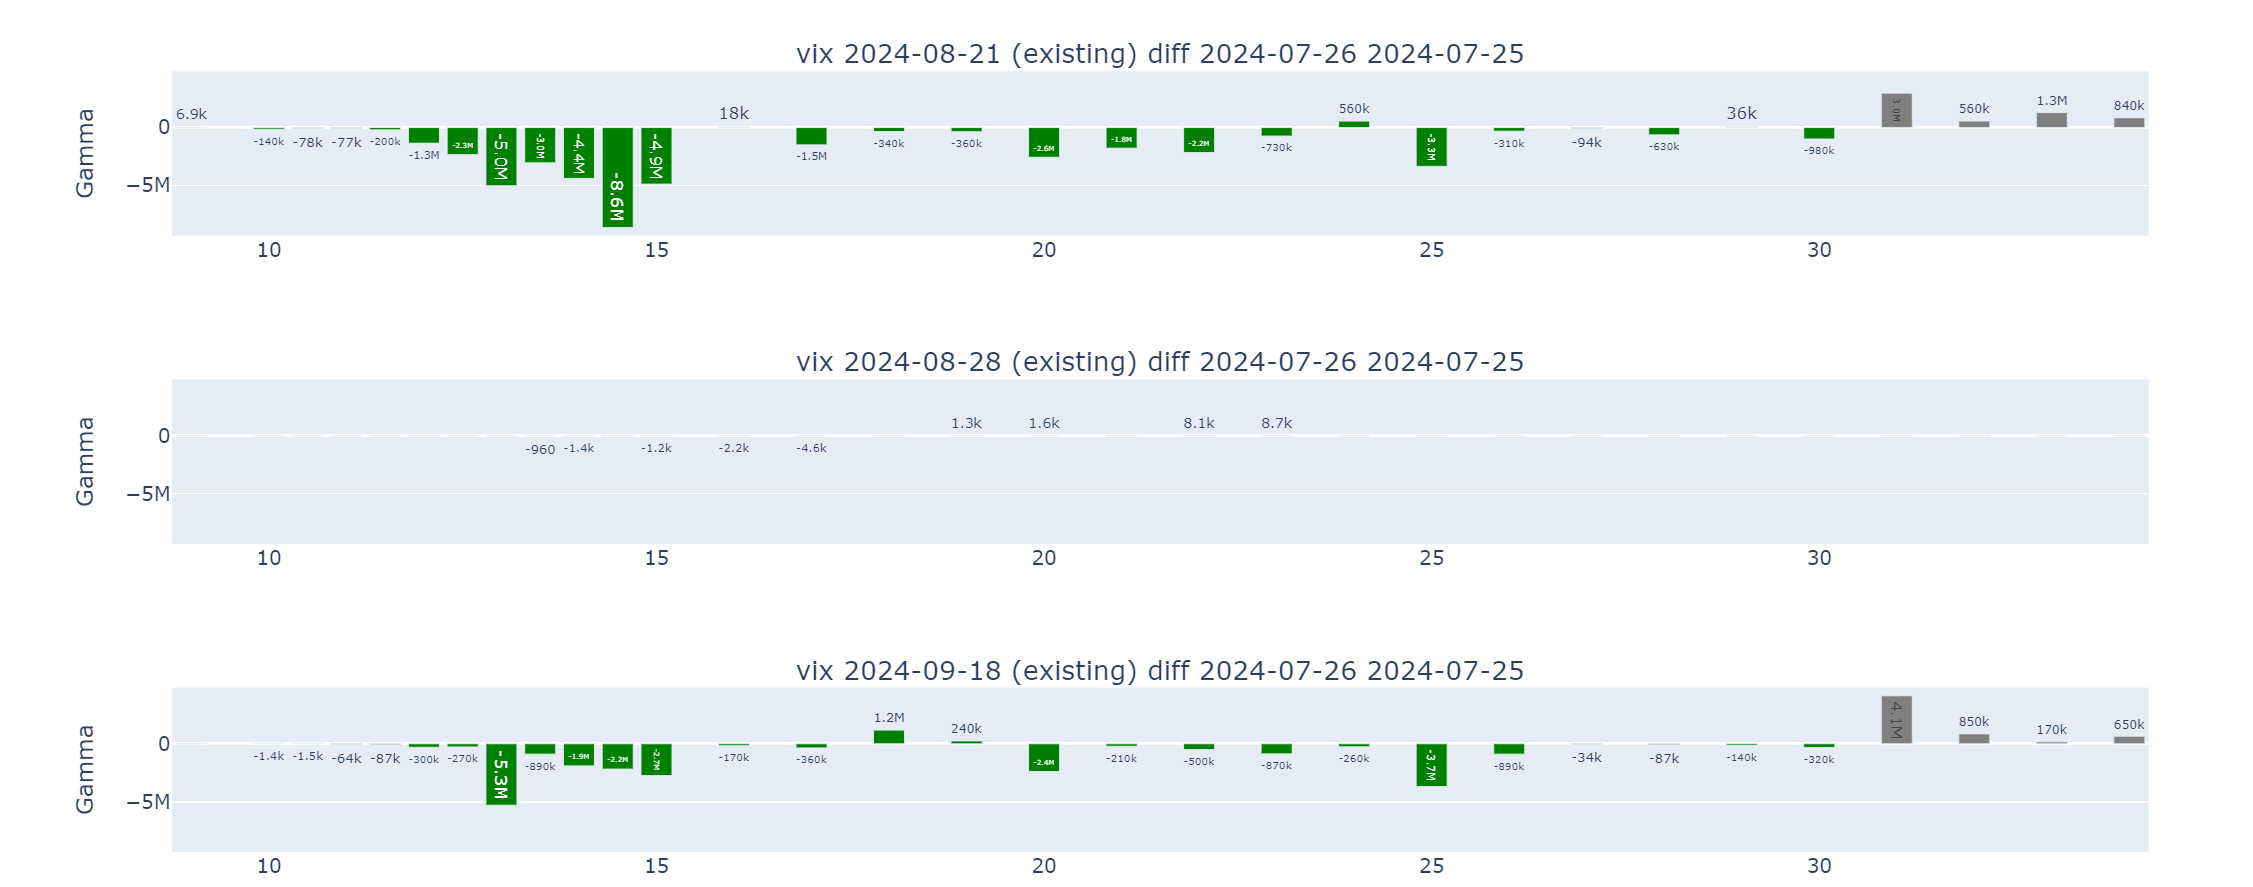 vix 2024-08-21 (existing) diff 2024-07-26 2024-07-25
Gamma
0
−5M
6.9k
-140k
-78k
-77k
-200k
-1.3M
-2.3M
-5.0M
-3.0M
-4.4M
-8.6M
-4.9M
18k
-1.5M
-340k
-360k
-2.6M
-1.8M
-2.2M
-730k
560k
-3.3M
-310k
-94k
-630k
36k
-980k
3.0M
560k
1.3M
840k
10 15 20 25 30
vix 2024-08-28 (existing) diff 2024-07-26 2024-07-25
Gamma
0
−5M
-960
-1.4k
-1.2k
-2.2k
-4.6k
1.3k
1.6k
8.1k
8.7k
10 15 20 25 30
vix 2024-09-18 (existing) diff 2024-07-26 2024-07-25
Gamma
0
−5M
-1.4k
-1.5k
-64k
-87k
-300k
-270k
-5.3M
-890k
-1.9M
-2.2M
-2.7M
-170k
-360k
1.2M
240k
-2.4M
-210k
-500k
-870k
-260k
-3.7M
-890k
-34k
-87k
-140k
-320k
4.1M
850k
170k
650k
10 15 20 25 30